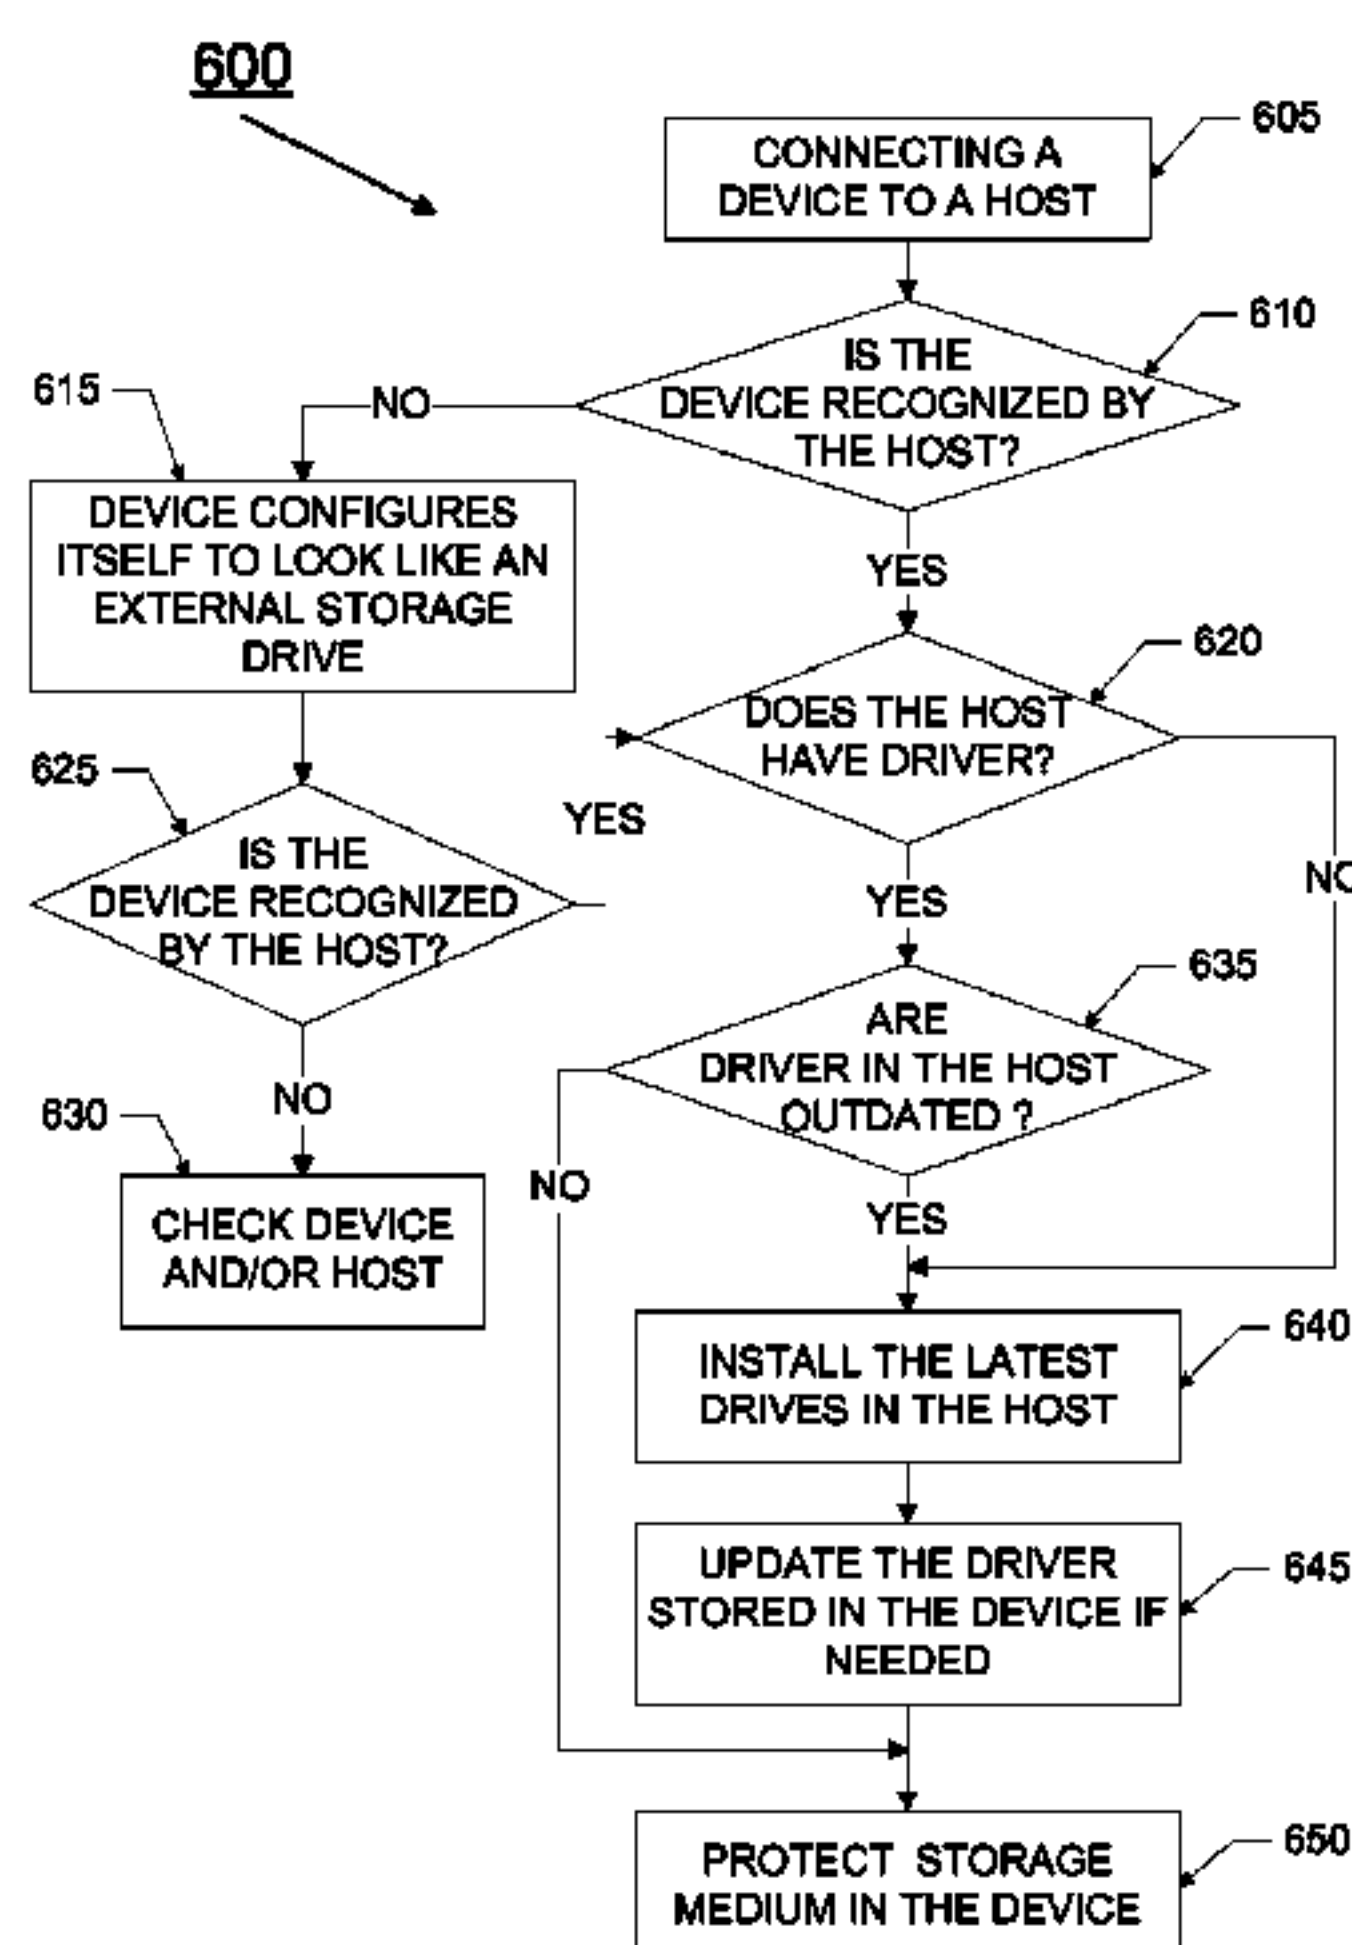 600
605
CONNECTING A
DEVICE TO A HOST
610
IS THE
DEVICE RECOGNIZED BY
THE HOST?
NO
615
DEVICE CONFIGURES
ITSELF TO LOOK LIKE AN
EXTERNAL STORAGE
DRIVE
YES
620
DOES THE HOST
HAVE DRIVER?
625
IS THE
DEVICE RECOGNIZED
BY THE HOST?
YES
YES
NO
635
ARE
DRIVER IN THE HOST
OUTDATED ?
NO
630
CHECK DEVICE
AND/OR HOST
NO
YES
640
INSTALL THE LATEST
DRIVES IN THE HOST
645
UPDATE THE DRIVER
STORED IN THE DEVICE IF
NEEDED
650
PROTECT STORAGE
MEDIUM IN THE DEVICE